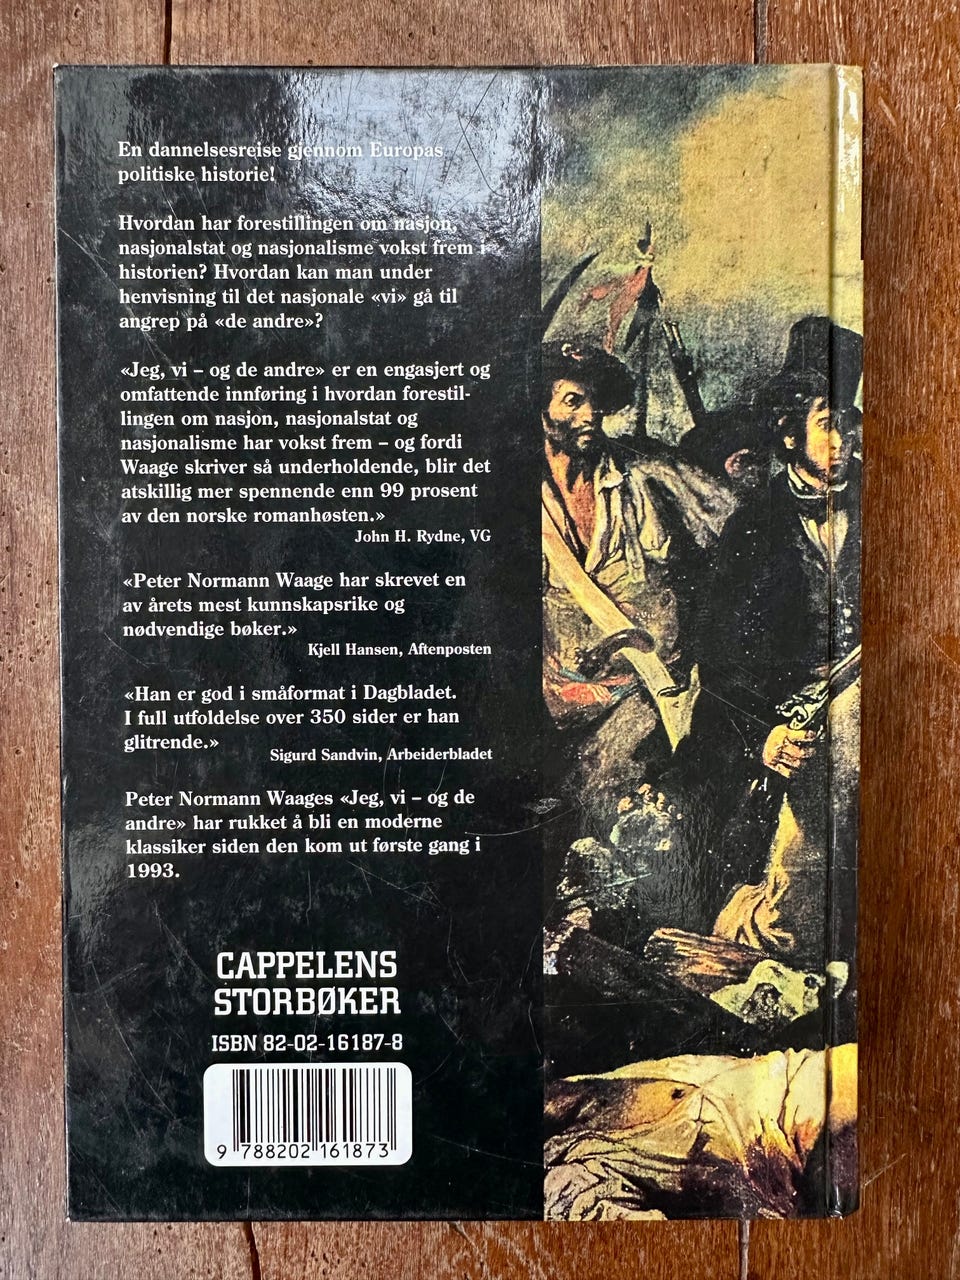 En dannelsesreise gjennom Europas
politiske historie!
Hvordan har forestillingen om nasjon,
nasjonalstat og nasjonalisme vokst frem i
historien? Hvordan kan man under
henvisning til det nasjonale «vi» gå til
angrep på «de andre»?
«Jeg, vi – og de andre» er en engasjert og
omfattende innføring i hvordan forestil-
lingen om nasjon, nasjonalstat og
nasjonalisme har vokst frem – og fordi
Waage skriver så underholdende, blir det
atskillig mer spennende enn 99 prosent
av den norske romanhøsten.»
John H. Rydne, VG
«Peter Normann Waage har skrevet en
av årets mest kunnskapsrike og
nødvendige bøker.»
Kjell Hansen, Aftenposten
«Han er god i småformat i Dagbladet.
I full utfoldelse over 350 sider er han
glitrende.»
Sigurd Sandvin, Arbeiderbladet
Peter Normann Waages «Jeg, vi – og de
andre» har rukket å bli en moderne
klassiker siden den kom ut første gang i
1993.
CAPPELENS
STORBØKER
ISBN 82-02-16187-8
9 788202 161873